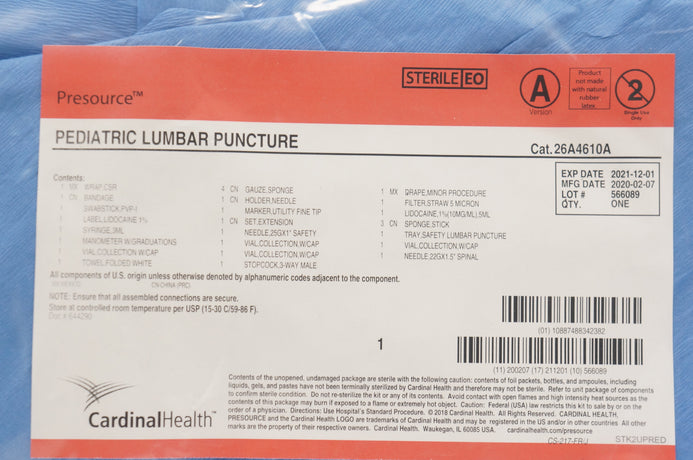 STERILE EO
A
Version
Product
not made
with natural
rubber
latex.
2
Single Use
Only
Presource™
PEDIATRIC LUMBAR PUNCTURE
Cat.26A4610A
EXP DATE 2021-12-01
MFG DATE 2020-02-07
LOT # 566089
QTY. ONE
Contents:
1 MX WRAP,CSR
1 CN BANDAGE
1 SWABSTICK,PVP-I
1 LABEL,LIDOCAINE 1%
1 SYRINGE,3ML
1 MANOMETER W/GRADUATIONS
1 VIAL,COLLECTION W/CAP
1 TOWEL,FOLDED WHITE
4 CN GAUZE,SPONGE
1 CN HOLDER,NEEDLE
1 MARKER,UTILITY FINE TIP
1 CN SET,EXTENSION
1 NEEDLE,25GX1" SAFETY
1 VIAL,COLLECTION W/CAP
1 VIAL,COLLECTION W/CAP
1 STOPCOCK,3-WAY MALE
1 MX DRAPE,MINOR PROCEDURE
1 FILTER,STRAW 5 MICRON
1 LIDOCAINE,1%(10MG/ML),5ML
3 CN SPONGE,STICK
1 TRAY,SAFETY LUMBAR PUNCTURE
1 VIAL,COLLECTION W/CAP
1 NEEDLE,22GX1.5" SPINAL
All components of U.S. origin unless otherwise denoted by alphanumeric codes adjacent to the component.
MX-MEXICO CN-CHINA (PRC)
NOTE: Ensure that all assembled connections are secure.
Store at controlled room temperature per USP (15-30 C/59-86 F).
Dat # 644290
(01) 10887488342382
1
(11) 200207 (17) 211201 (10) 566089
CardinalHealth™
Contents of the unopened, undamaged package are sterile with the following caution: contents of foil packets, bottles, and ampoules, including
liquids, gels, and pastes have not been terminally sterilized by Cardinal Health and therefore may not be sterile. Refer to unit package of components
to confirm sterile condition. Do not re-sterilize the kit or any of its contents. Avoid contact with open flames and high intensity heat sources as the
contents of this package may burn if exposed to a flame or extremely hot object. Caution: Federal (USA) law restricts this kit to sale by or on the
order of a physician. Directions: Use Hospital's Standard Procedure. © 2018 Cardinal Health. All Rights Reserved. CARDINAL HEALTH,
PRESOURCE and the Cardinal Health LOGO are trademarks of Cardinal Health and may be registered in the US and/or in other countries. All other
marks are the property of their respective owners. Cardinal Health. Waukegan, IL 60085 USA. cardinalhealth.com/presource
CS-217-FR-J STK2UPRED